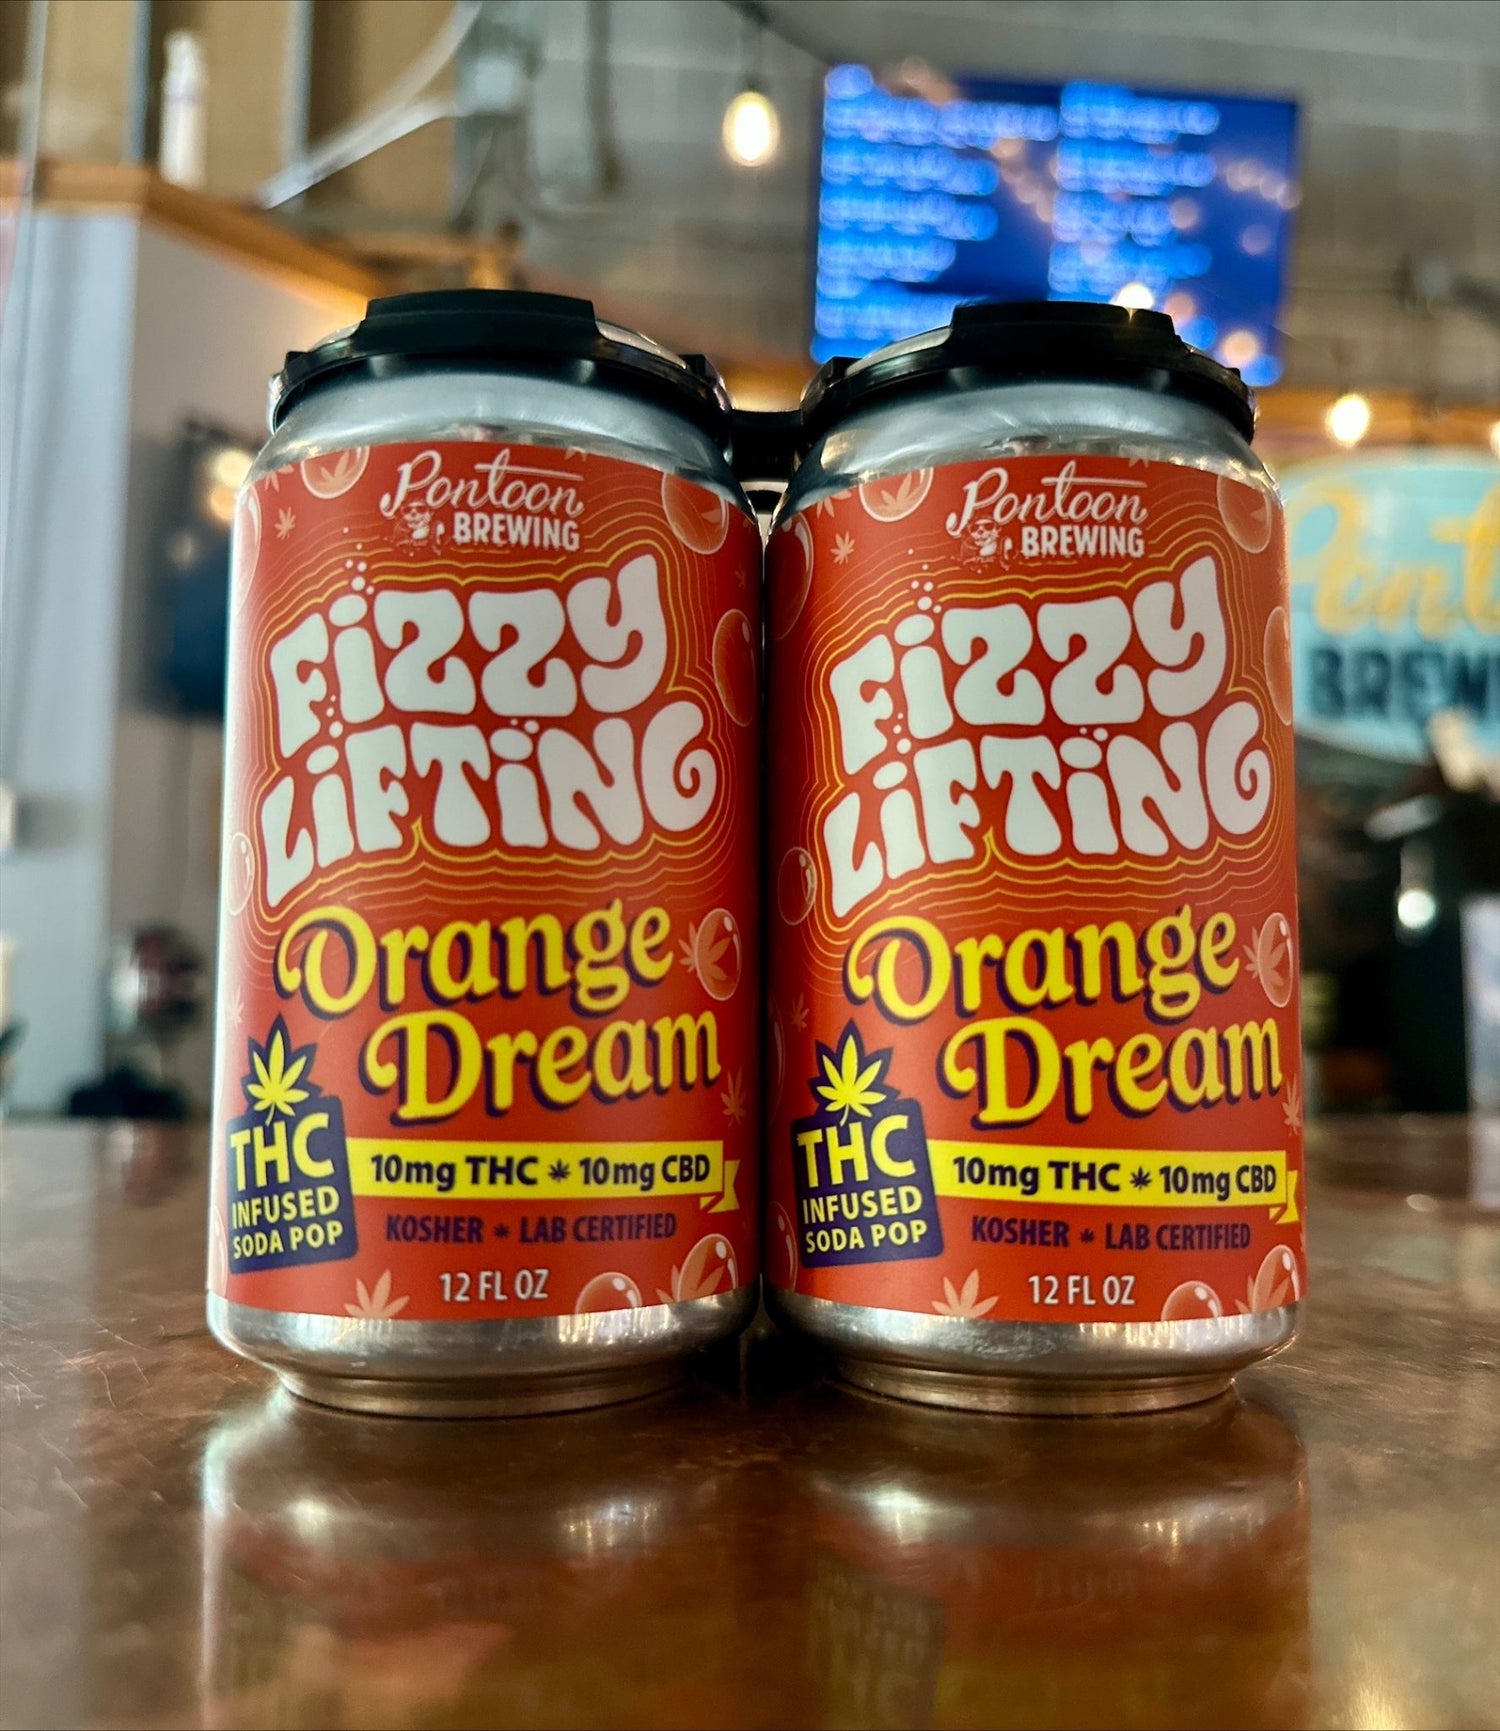 Pontoon
BREWING
FIZZY
LIFTING
Orange
Dream
THC
INFUSED
SODA POP
10mg THC 10mg CBD
KOSHER LAB CERTIFIED
12 FL OZ
Pontoon
BREWING
FIZZY
LIFTING
Orange
Dream
THC
INFUSED
SODA POP
10mg THC 10mg CBD
KOSHER LAB CERTIFIED
12 FL OZ